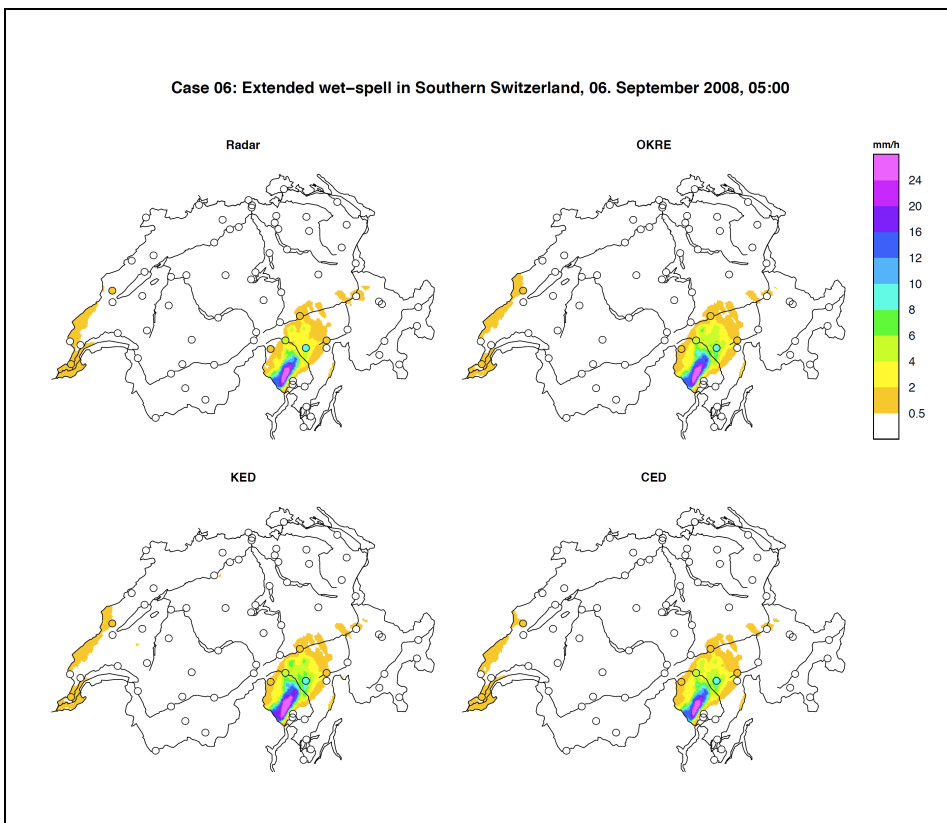 Case 06: Extended wet−spell in Southern Switzerland, 06. September 2008, 05:00
Radar
OKRE
mm/h
24
20
16
12
10
8
6
4
2
0.5
KED
CED